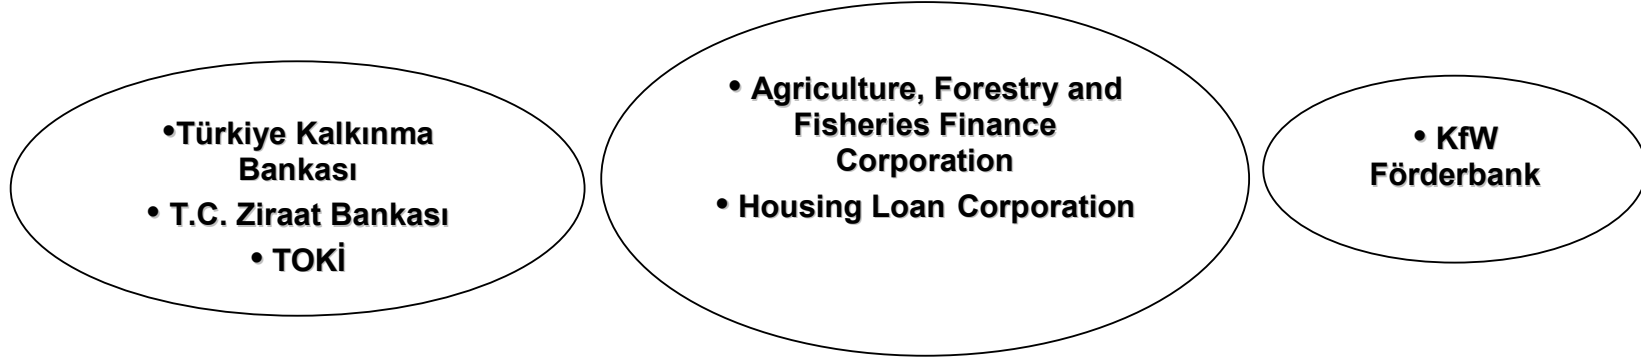 •Türkiye Kalkınma
Bankası
• T.C. Ziraat Bankası
• TOKİ
• Agriculture, Forestry and
Fisheries Finance
Corporation
• Housing Loan Corporation
• KfW
Förderbank